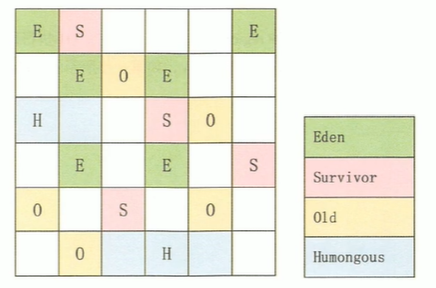 E S E
E O E
H S O
E E S
O S O
O H
Eden
Survivor
Old
Humongous